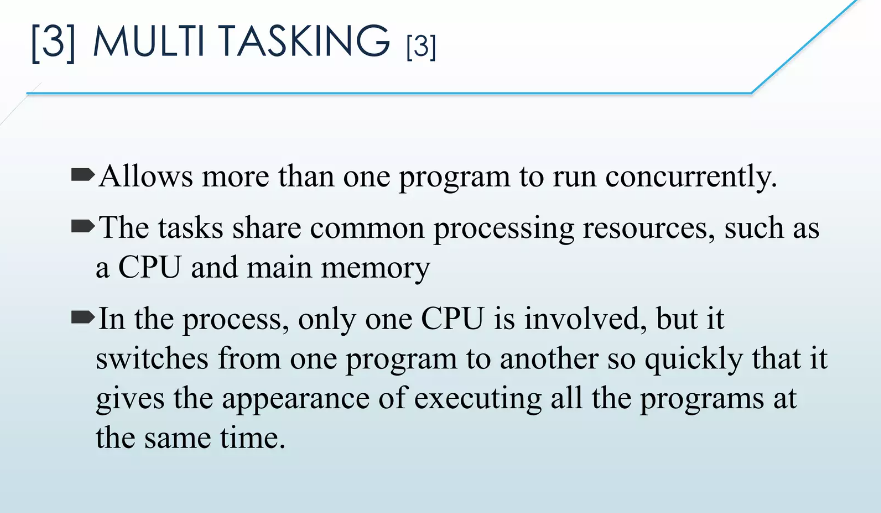 [3] MULTI TASKING [3]
Allows more than one program to run concurrently.
The tasks share common processing resources, such as
a CPU and main memory
In the process, only one CPU is involved, but it
switches from one program to another so quickly that it
gives the appearance of executing all the programs at
the same time.